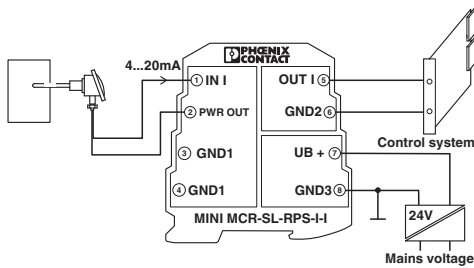 PHŒNIX
CONTACT
4...20mA
1 IN I
OUT I 5
2 PWR OUT
GND2 6
Control system
3 GND1
UB + 7
4 GND1
GND3 8
24V
MINI MCR-SL-RPS-I-I
Mains voltage